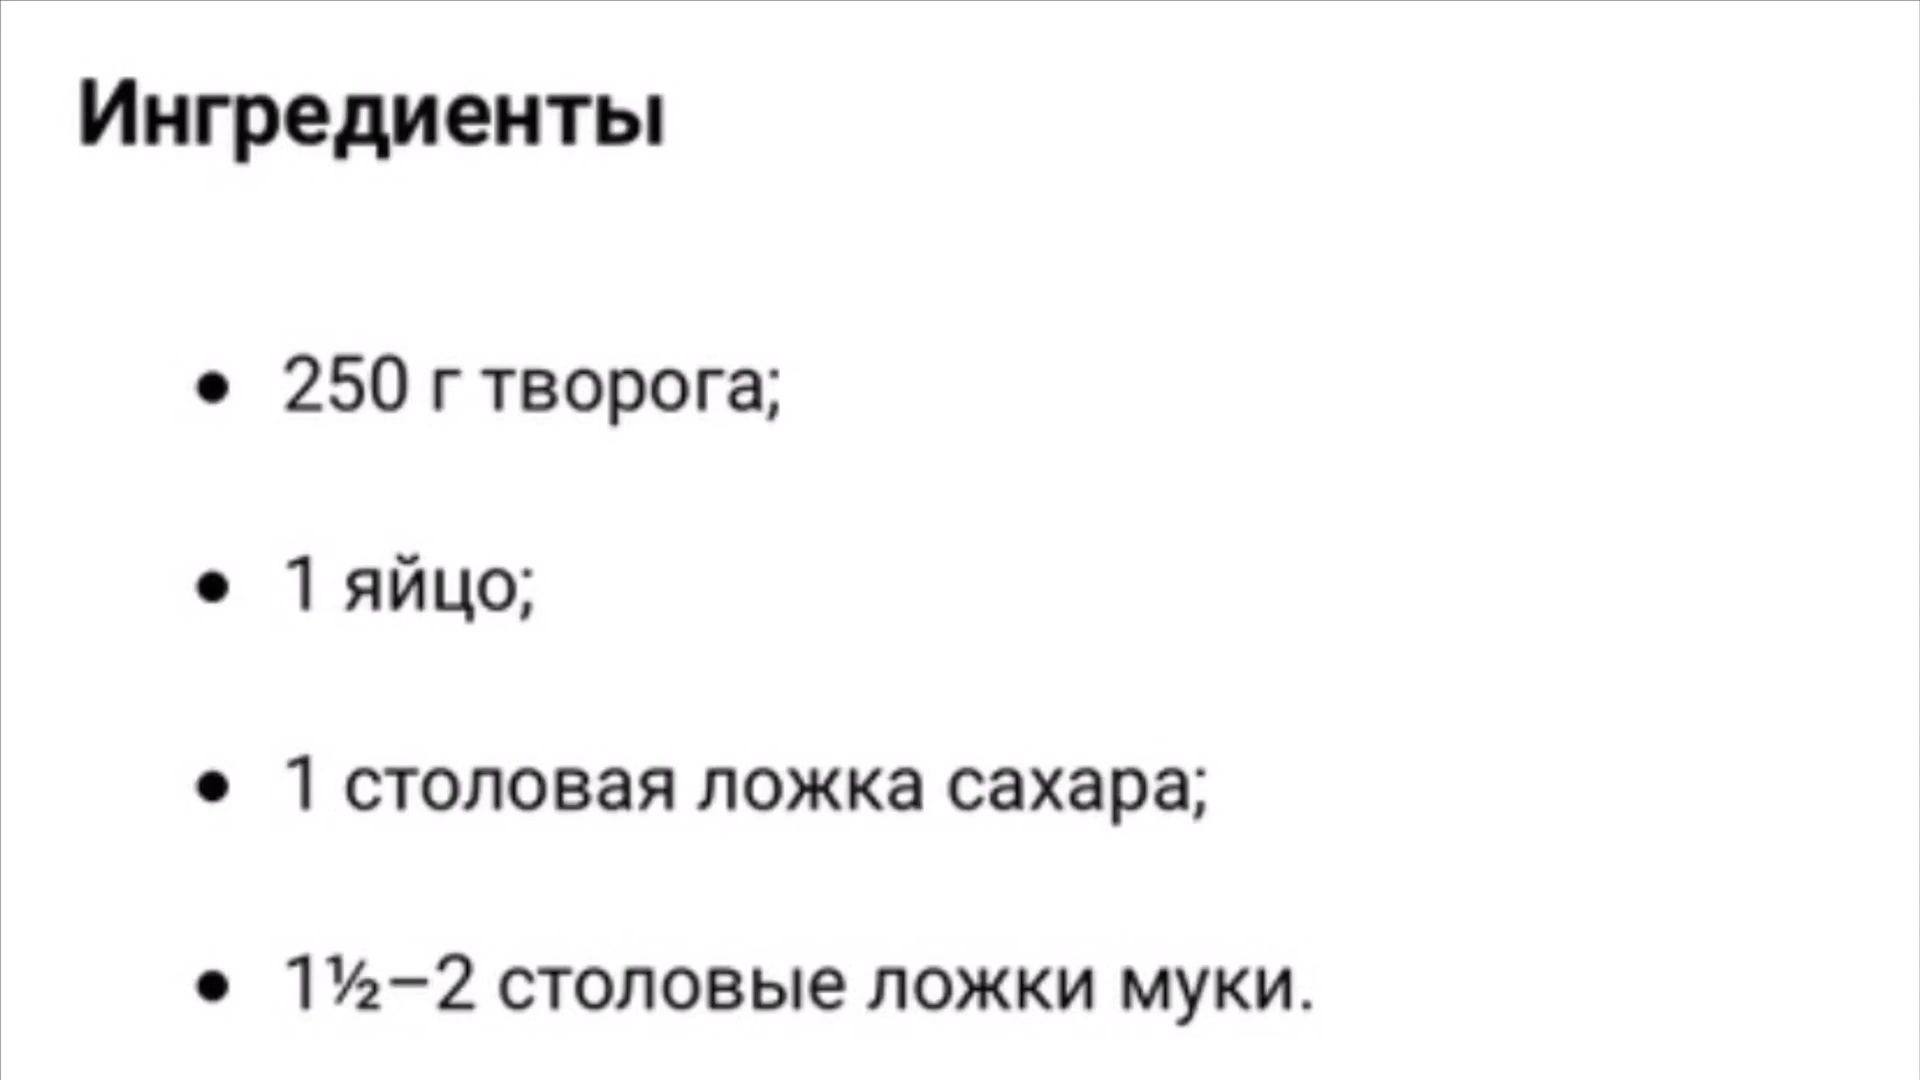 Ингредиенты
● 250 г творога;
● 1 яйцо;
● 1 столовая ложка сахара;
● 1½–2 столовые ложки муки.